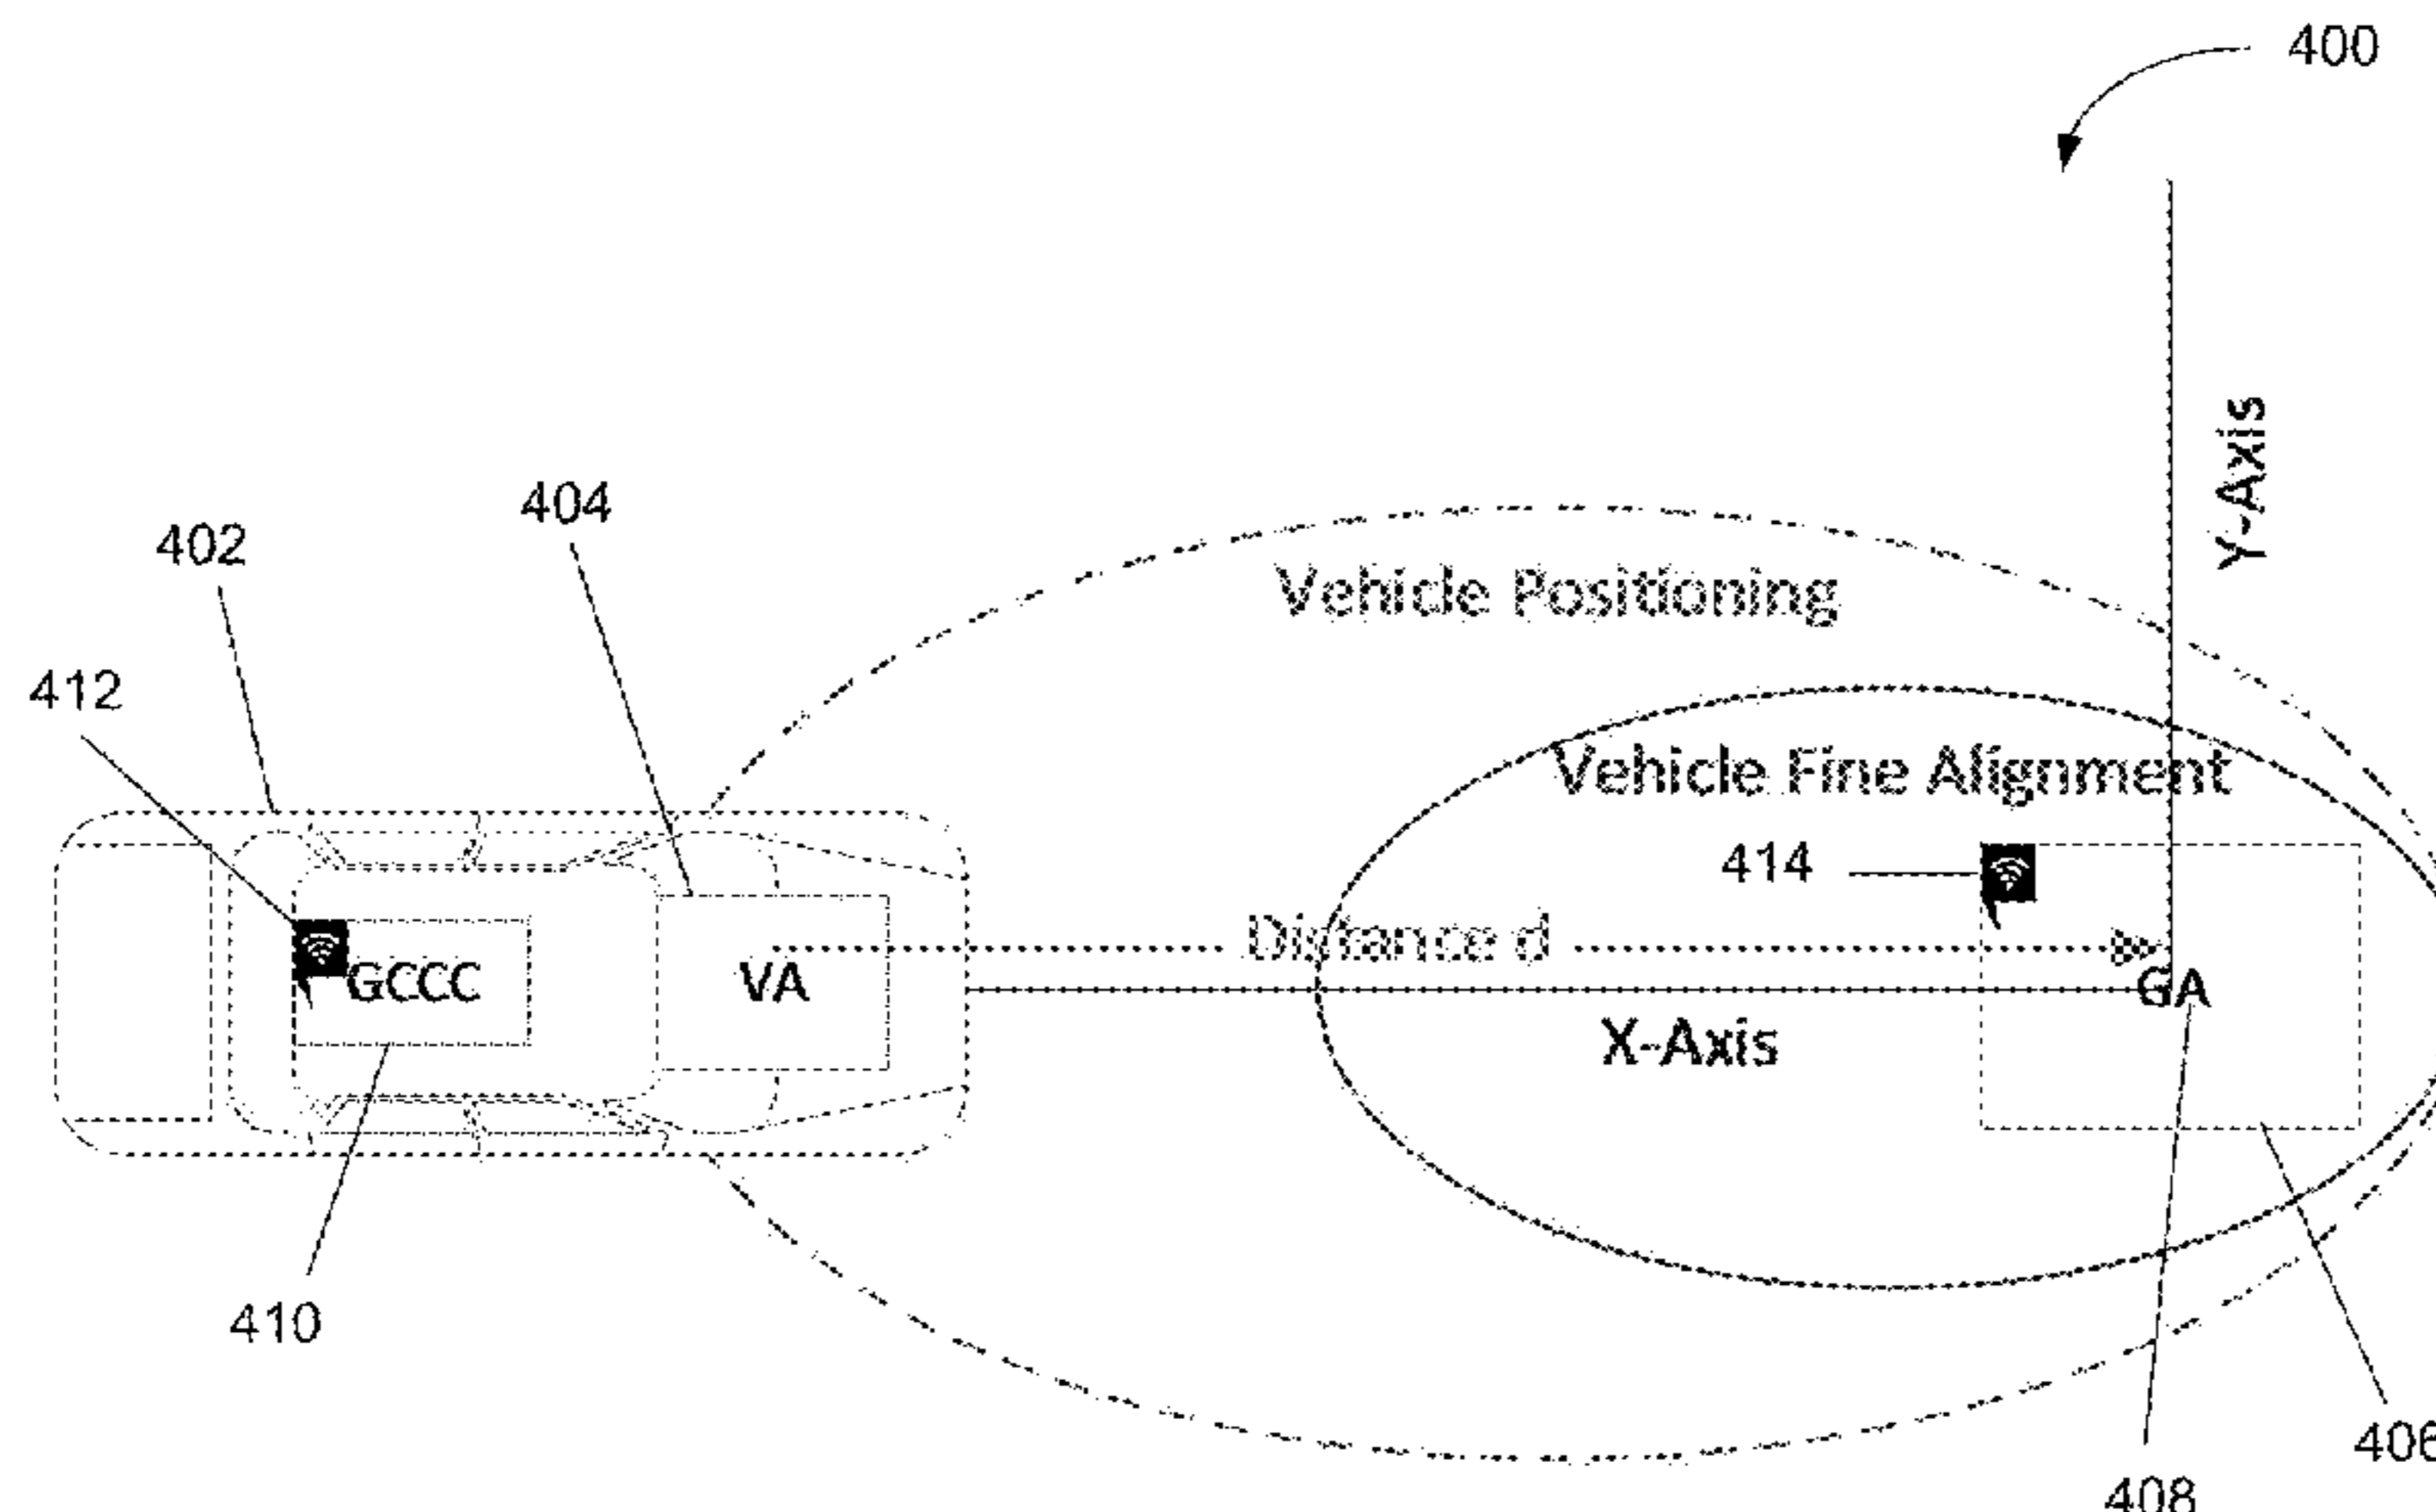 400
Y-Axis
404
402
Vehicle Positioning
412
Vehicle Fine Alignment
414
Distance d
GCCC
VA
GA
X-Axis
410
406
408